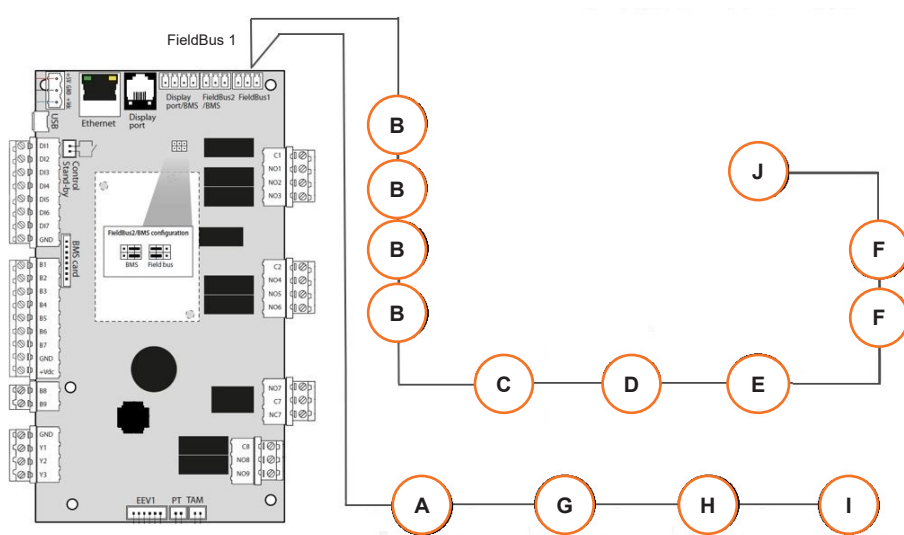 FieldBus 1
+5V GND +Va
USB
Ethernet
Display
port
Display
port/BMS
FieldBus2
/BMS
FieldBus1
Control
Stand-by
DI1
DI2
DI3
DI4
DI5
DI6
DI7
GND
BMS card
B1
B2
B3
B4
B5
B6
B7
GND
+Vdc
B8
B9
GND
Y1
Y2
Y3
FieldBus2/BMS configuration
BMS
Field bus
C1
NO1
NO2
NO3
C2
NO4
NO5
NO6
NO7
C7
NC7
C8
NO8
NO9
EEV1
PT
TAM
B
B
B
B
C
D
E
F
F
J
A
G
H
I